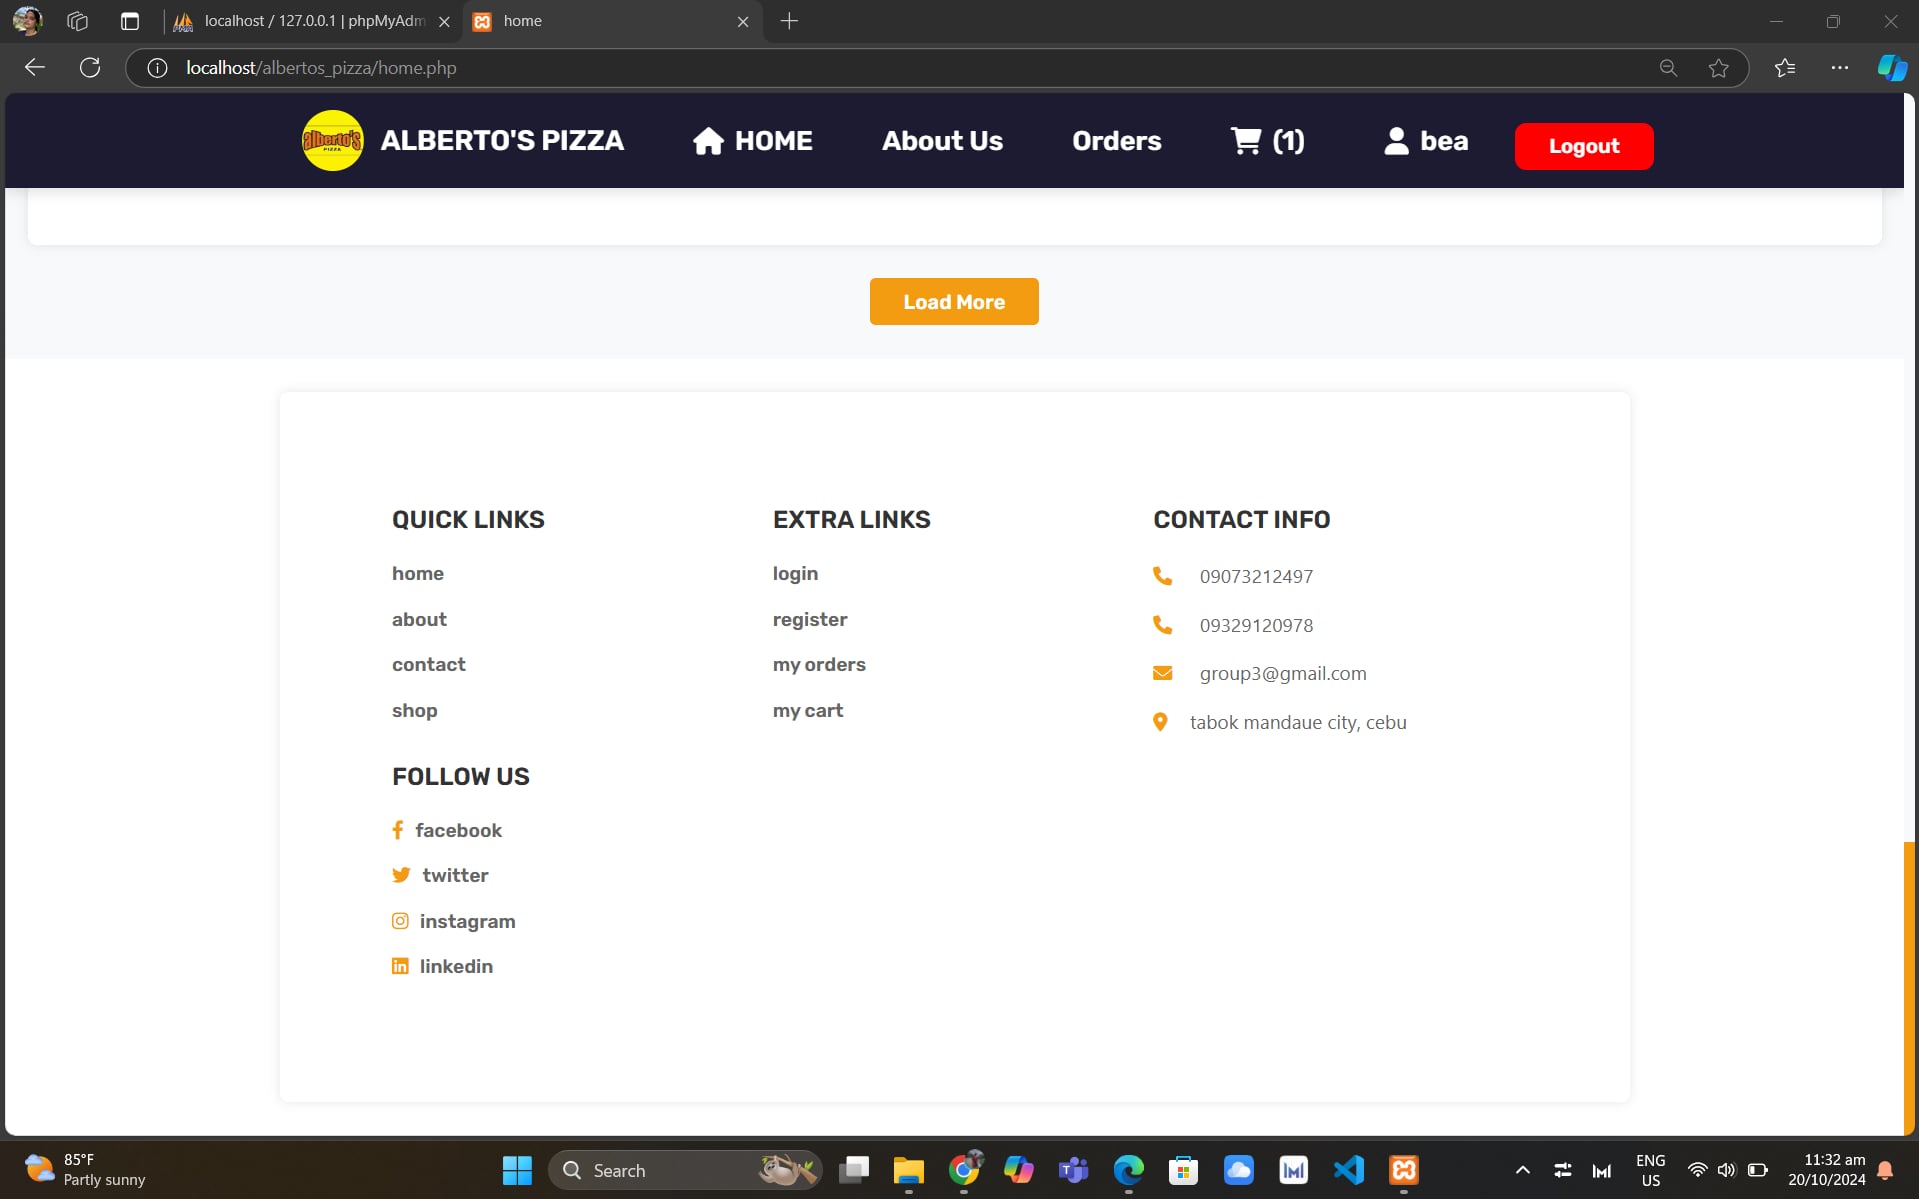 localhost / 127.0.0.1 | phpMyAdm
home
localhost/albertos_pizza/home.php
alberto's
PIZZA
ALBERTO'S PIZZA
HOME
About Us
Orders
(1)
bea
Logout
Load More
QUICK LINKS
home
about
contact
shop
EXTRA LINKS
login
register
my orders
my cart
CONTACT INFO
09073212497
09329120978
group3@gmail.com
tabok mandaue city, cebu
FOLLOW US
facebook
twitter
instagram
linkedin
85°F
Partly sunny
Search
ENG
US
11:32 am
20/10/2024